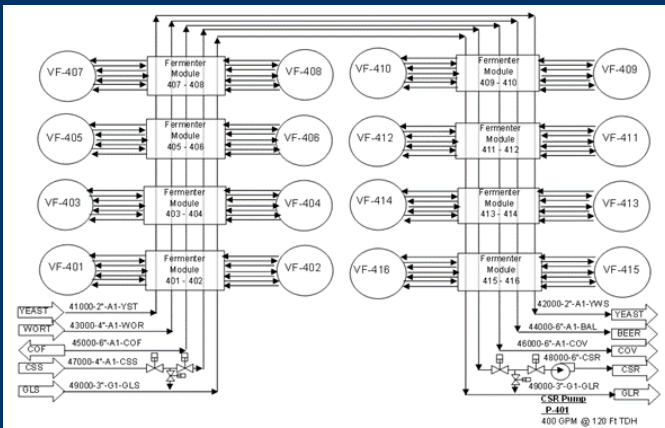 VF-407
Fermenter
Module
407 - 408
VF-408
VF-410
Fermenter
Module
409 - 410
VF-409
VF-405
Fermenter
Module
405 - 406
VF-406
VF-412
Fermenter
Module
411 - 412
VF-411
VF-403
Fermenter
Module
403 - 404
VF-404
VF-414
Fermenter
Module
413 - 414
VF-413
VF-401
Fermenter
Module
401 - 402
VF-402
VF-416
Fermenter
Module
415 - 416
VF-415
YEAST
41000-2"-A1-YST
WORT
43000-4"-A1-WOR
COF
45000-6"-A1-COF
CSS
47000-4"-A1-CSS
GLS
49000-3"-G1-GLS
42000-2"-A1-YWS
YEAST
44000-6"-A1-BAL
BEER
46000-6"-A1-COV
COV
48000-6"-CSR
CSR
49000-3"-G1-GLR
GLR
CSR Pump
P-401
400 GPM @ 120 Ft TDH